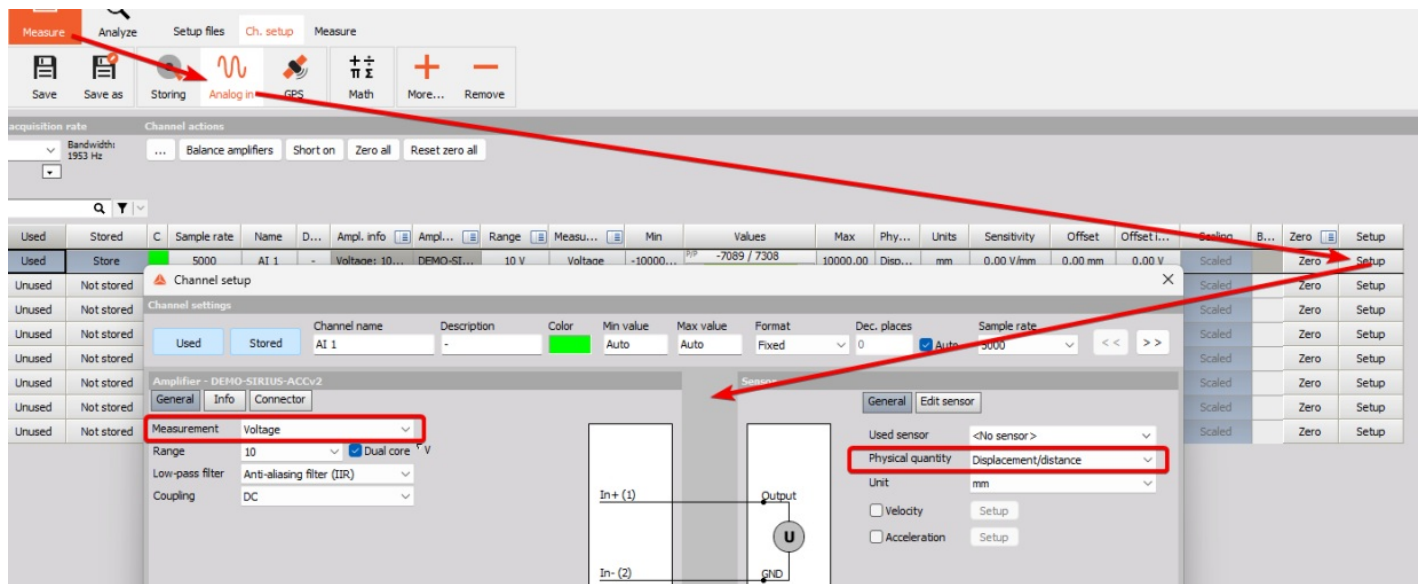 Measure Analyze Setup files Ch. setup Measure
Save Save as Storing Analog in GPS Math More... Remove
acquisition rate Channel actions
Bandwidth:
1953 Hz
... Balance amplifiers Short on Zero all Reset zero all
Used Stored C Sample rate Name D... Ampl. info Ampl... Range Measu... Min Values Max Phy... Units Sensitivity Offset Offset i... Scaling B... Zero Setup
Used Store 5000 AI 1 - Voltage: 10... DEMO-SI... 10 V Voltage -10000... P/P -7089 / 7308 10000.00 Disp... mm 0.00 V/mm 0.00 mm 0.00 V Scaled Zero Setup
Unused Not stored Channel setup Scaled Zero Setup
Unused Not stored Channel settings Scaled Zero Setup
Channel name Description Color Min value Max value Format Dec. places Sample rate
Unused Not stored Used Stored AI 1 - Auto Auto Fixed 0 Auto 5000 << >> Scaled Zero Setup
Unused Not stored Scaled Zero Setup
Unused Not stored Amplifier - DEMO-SIRIUS-ACCv2 Sensor Scaled Zero Setup
Unused Not stored General Info Connector General Edit sensor Scaled Zero Setup
Unused Not stored Measurement Voltage Used sensor <No sensor> Scaled Zero Setup
Range 10 Dual core V Physical quantity Displacement/distance
Low-pass filter Anti-aliasing filter (IIR) Unit mm
Coupling DC In+ (1) Output Velocity Setup
U Acceleration Setup
In- (2) GND